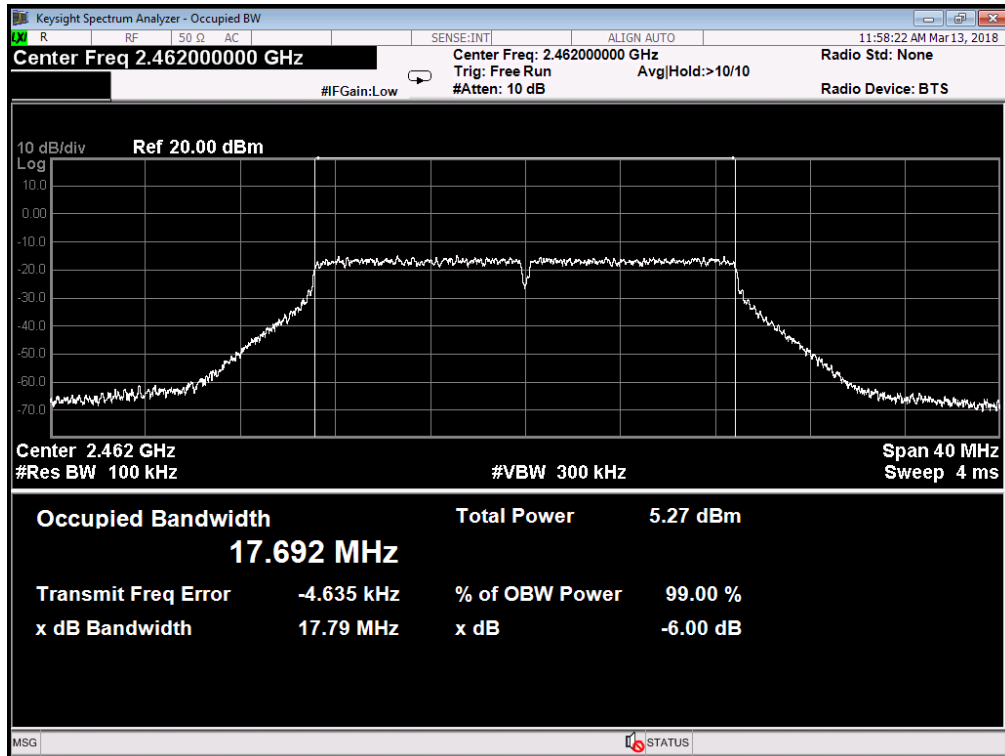 Keysight Spectrum Analyzer - Occupied BW
LXI R RF 50 Ω AC SENSE:INT ALIGN AUTO 11:58:22 AM Mar 13, 2018
Center Freq 2.462000000 GHz
Center Freq: 2.462000000 GHz Radio Std: None
Trig: Free Run Avg|Hold:>10/10
#IFGain:Low #Atten: 10 dB Radio Device: BTS
10 dB/div Ref 20.00 dBm
Log
10.0
0.00
-10.0
-20.0
-30.0
-40.0
-50.0
-60.0
-70.0
Center 2.462 GHz Span 40 MHz
#Res BW 100 kHz #VBW 300 kHz Sweep 4 ms
Occupied Bandwidth Total Power 5.27 dBm
17.692 MHz
Transmit Freq Error -4.635 kHz % of OBW Power 99.00 %
x dB Bandwidth 17.79 MHz x dB -6.00 dB
MSG STATUS